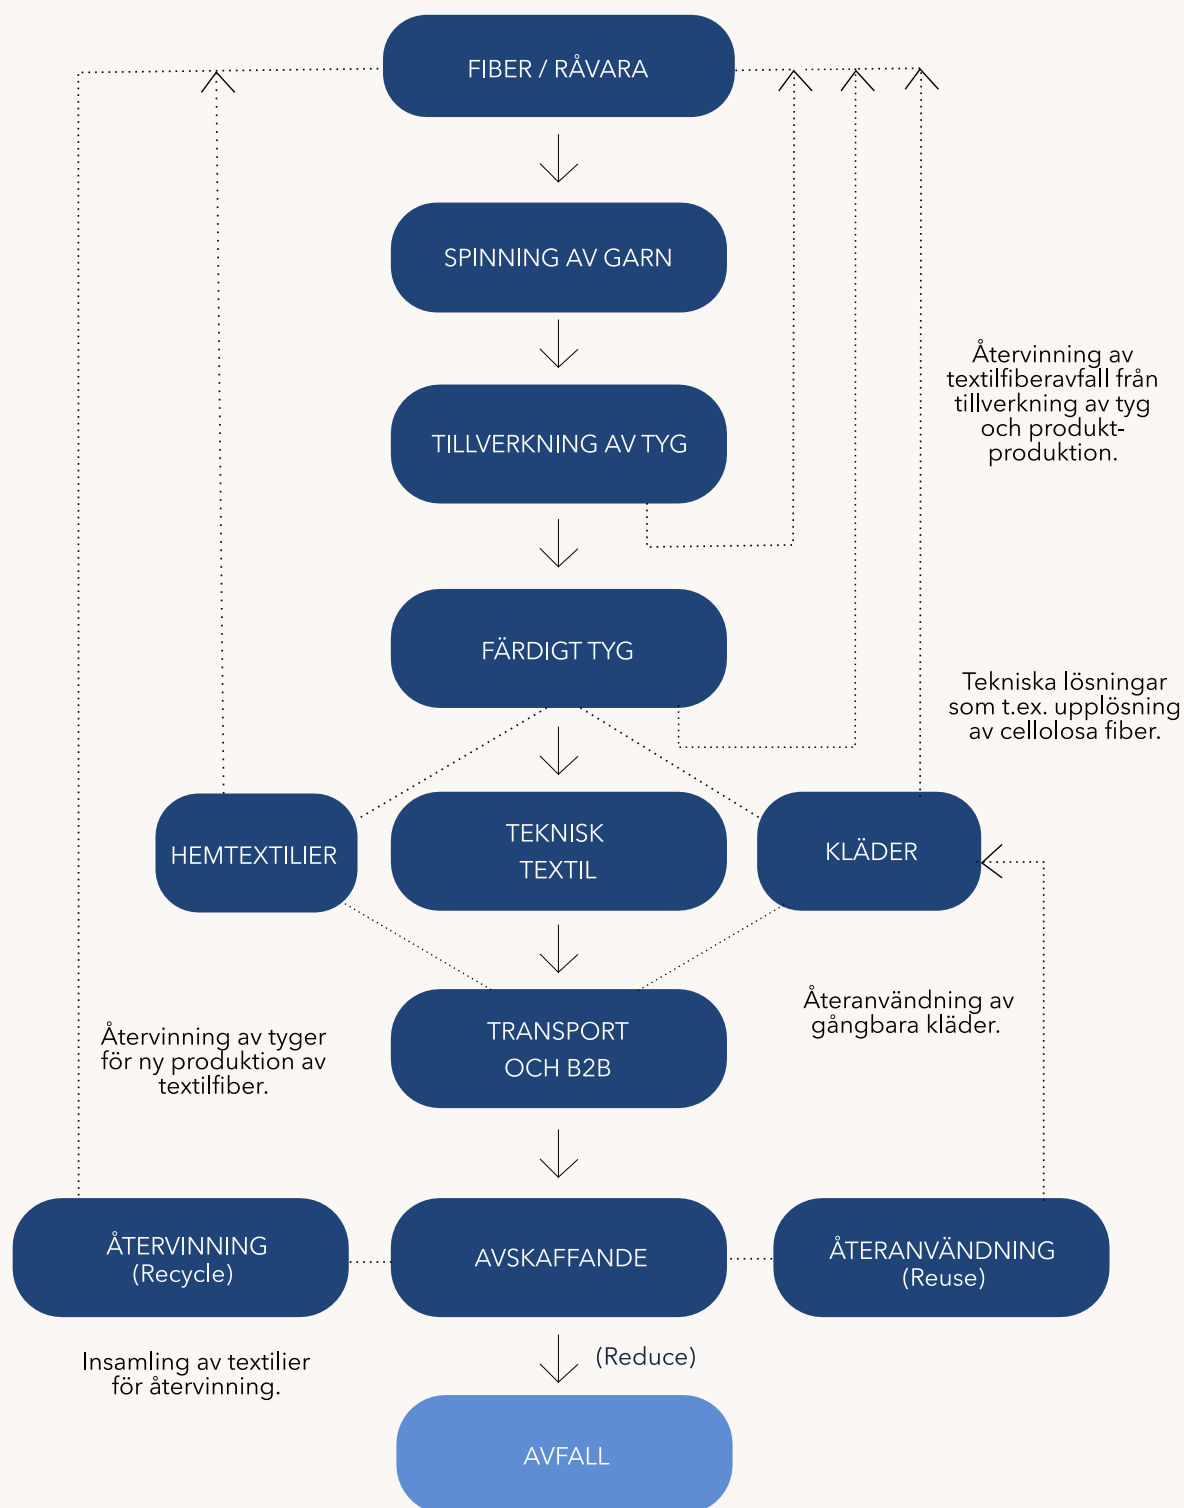 FIBER / RÅVARA
SPINNING AV GARN
Återvinning av
textilfiberavfall från
tillverkning av tyg
och produkt-
produktion.
TILLVERKNING AV TYG
FÄRDIGT TYG
Tekniska lösningar
som t.ex. upplösning
av cellolosa fiber.
HEMTEXTILIER
TEKNISK
TEXTIL
KLÄDER
Återanvändning av
gångbara kläder.
TRANSPORT
OCH B2B
Återvinning av tyger
för ny produktion av
textilfiber.
ÅTERVINNING
(Recycle)
AVSKAFFANDE
ÅTERANVÄNDNING
(Reuse)
Insamling av textilier
för återvinning.
(Reduce)
AVFALL